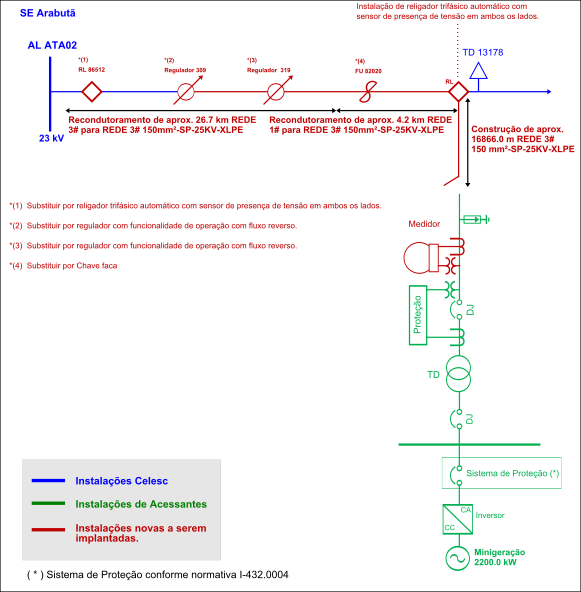 SE Arabutã
Instalação de religador trifásico automático com
sensor de presença de tensão em ambos os lados.
AL ATA02
TD 13178
*(1)
RL 86512
*(2)
Regulador 309
*(3)
Regulador 319
*(4)
FU 82020
RL
23 kV
Recondutoramento de aprox. 26.7 km REDE
3# para REDE 3# 150mm²-SP-25KV-XLPE
Recondutoramento de aprox. 4.2 km REDE
1# para REDE 3# 150mm²-SP-25KV-XLPE
Construção de aprox.
16866.0 m REDE 3#
150 mm²-SP-25KV-XLPE
*(1) Substituir por religador trifásico automático com sensor de presença de tensão em ambos os lados.
*(2) Substituir por regulador com funcionalidade de operação com fluxo reverso.
*(3) Substituir por regulador com funcionalidade de operação com fluxo reverso.
*(4) Substituir por Chave faca
Medidor
Proteção
DJ
TD
DJ
Sistema de Proteção (*)
CA
CC
Inversor
Minigeração
2200.0 kW
Instalações Celesc
Instalações de Acessantes
Instalações novas a serem
implantadas.
( * ) Sistema de Proteção conforme normativa I-432.0004